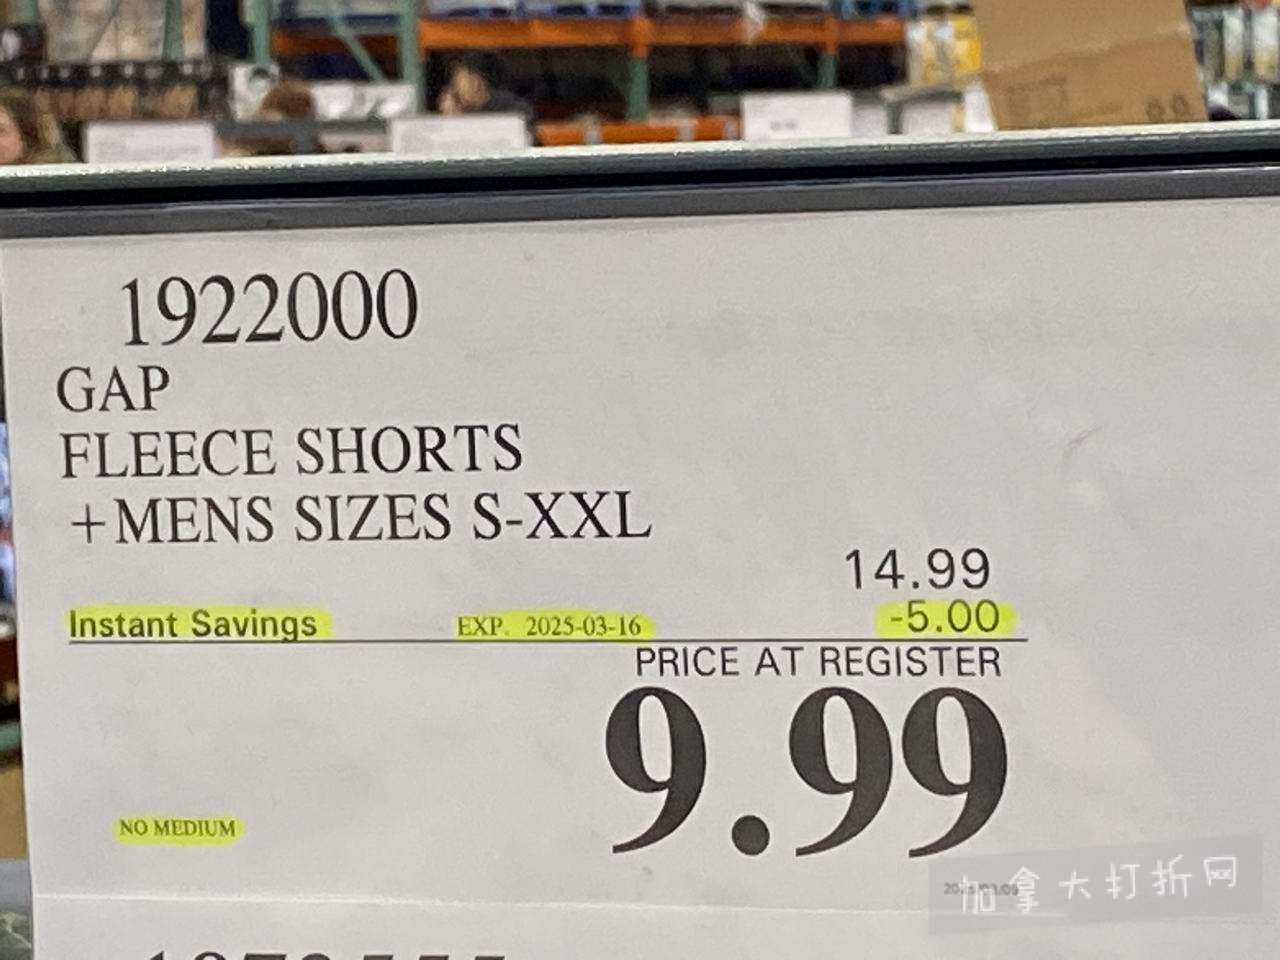 1922000
GAP
FLEECE SHORTS
+MENS SIZES S-XXL
14.99
Instant Savings EXP. 2025-03-16 -5.00
PRICE AT REGISTER
9.99
NO MEDIUM
加拿大打折网